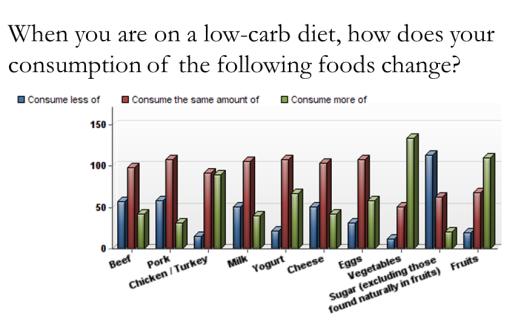 When you are on a low-carb diet, how does your
consumption of the following foods change?
Consume less of Consume the same amount of Consume more of
150
100
50
0
Beef
Pork
Chicken / Turkey
Milk
Yogurt
Cheese
Eggs
Vegetables
Sugar (excluding those
found naturally in fruits)
Fruits